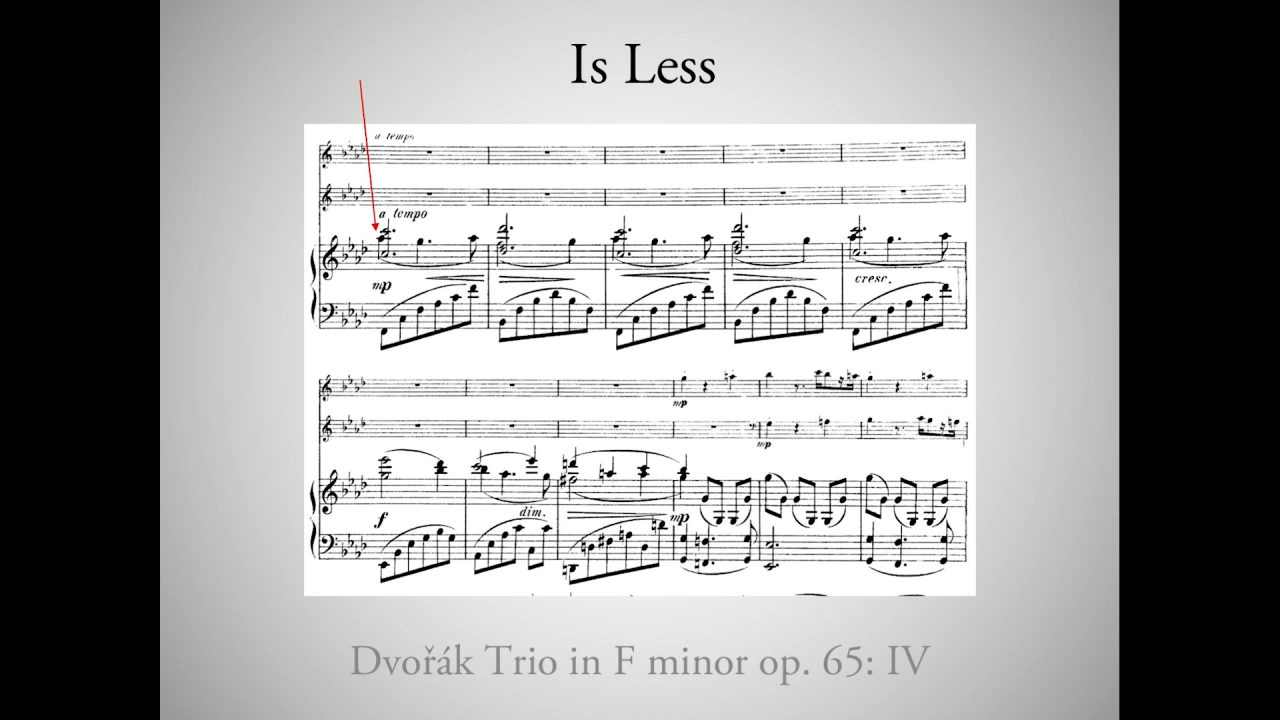 Is Less
a tempo
a tempo
mp
cresc.
mp
mp
f
dim.
mp
Dvořák Trio in F minor op. 65: IV